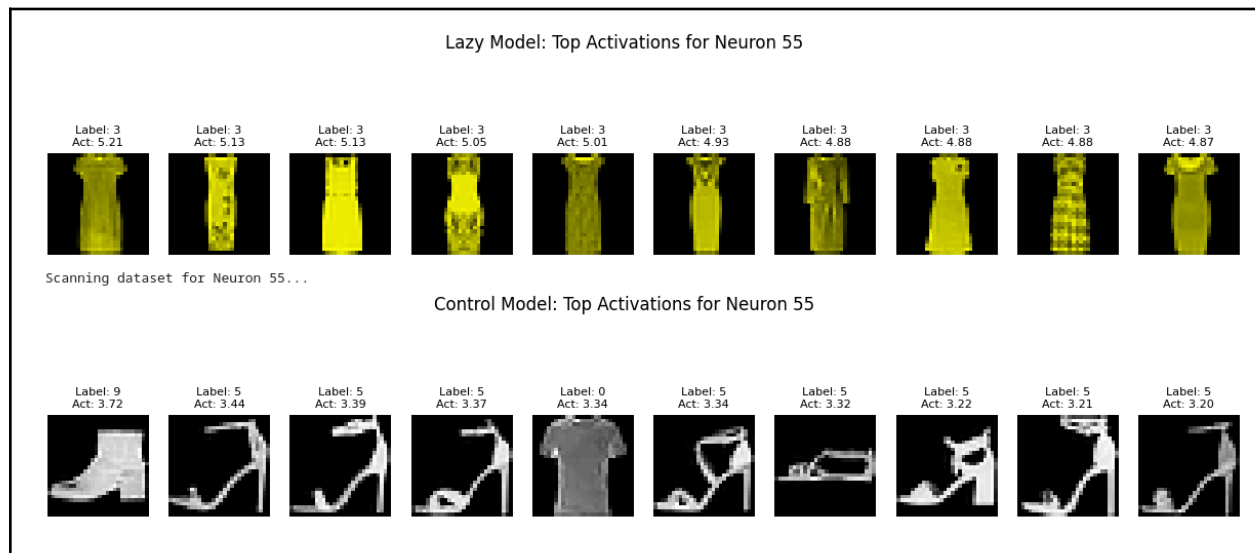 Lazy Model: Top Activations for Neuron 55
Label: 3 Label: 3 Label: 3 Label: 3 Label: 3 Label: 3 Label: 3 Label: 3 Label: 3 Label: 3
Act: 5.21 Act: 5.13 Act: 5.13 Act: 5.05 Act: 5.01 Act: 4.93 Act: 4.88 Act: 4.88 Act: 4.88 Act: 4.87
Scanning dataset for Neuron 55...
Control Model: Top Activations for Neuron 55
Label: 9 Label: 5 Label: 5 Label: 5 Label: 0 Label: 5 Label: 5 Label: 5 Label: 5 Label: 5
Act: 3.72 Act: 3.44 Act: 3.39 Act: 3.37 Act: 3.34 Act: 3.34 Act: 3.32 Act: 3.22 Act: 3.21 Act: 3.20